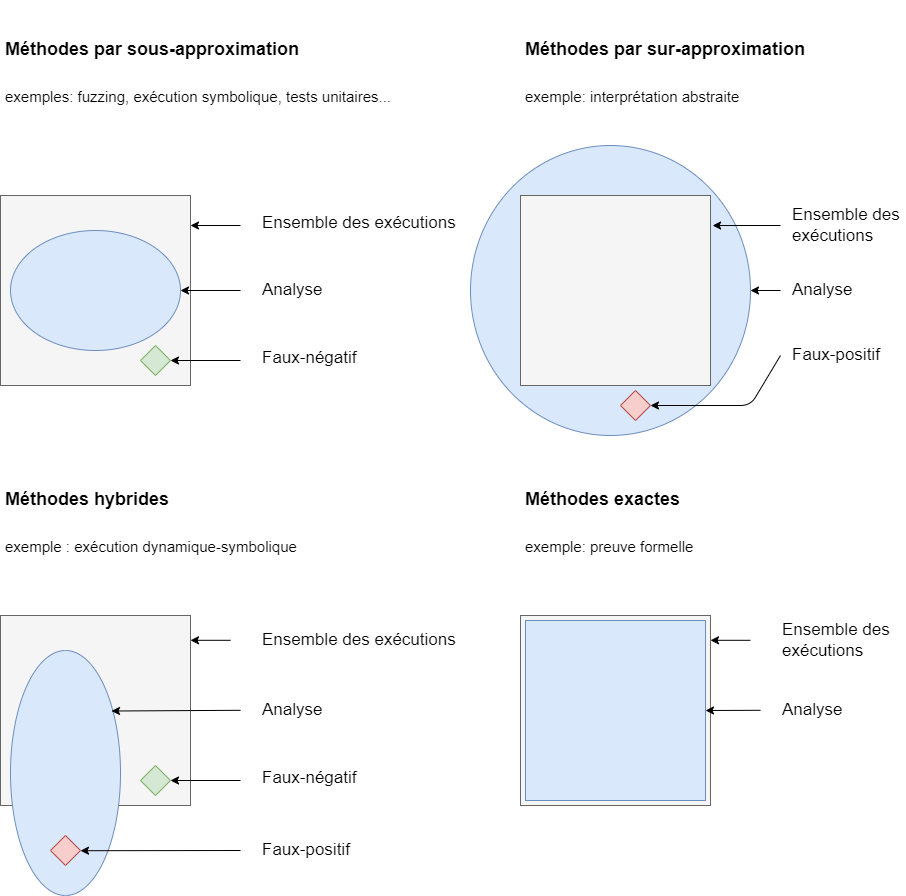 Méthodes par sous-approximation
exemples: fuzzing, exécution symbolique, tests unitaires...
Ensemble des exécutions
Analyse
Faux-négatif
Méthodes par sur-approximation
exemple: interprétation abstraite
Ensemble des
exécutions
Analyse
Faux-positif
Méthodes hybrides
exemple : exécution dynamique-symbolique
Ensemble des exécutions
Analyse
Faux-négatif
Faux-positif
Méthodes exactes
exemple: preuve formelle
Ensemble des
exécutions
Analyse